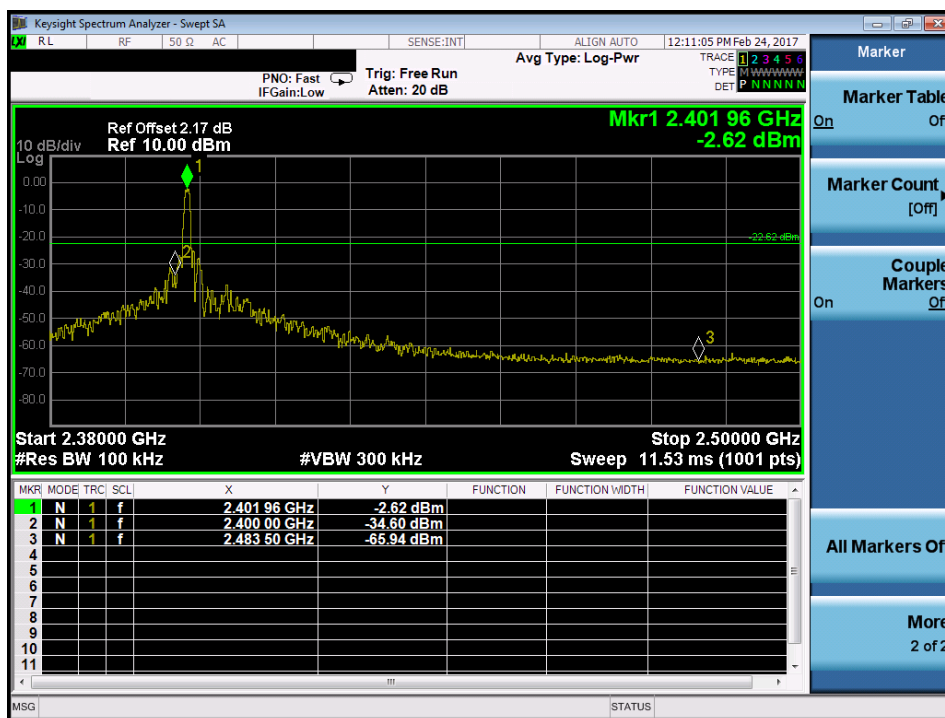 Keysight Spectrum Analyzer - Swept SA
LXI RL RF 50 Ω AC SENSE:INT ALIGN AUTO 12:11:05 PM Feb 24, 2017
Marker
PNO: Fast
IFGain:Low
Trig: Free Run
Atten: 20 dB
Avg Type: Log-Pwr
TRACE 1 2 3 4 5 6
TYPE M WWWWW
DET P N N N N N
Mkr1 2.401 96 GHz
-2.62 dBm
Ref Offset 2.17 dB
10 dB/div Ref 10.00 dBm
Log
1
0.00
-10.0
-20.0
-22.62 dBm
2
-30.0
-40.0
-50.0
-60.0
3
-70.0
-80.0
Start 2.38000 GHz Stop 2.50000 GHz
#Res BW 100 kHz #VBW 300 kHz Sweep 11.53 ms (1001 pts)
MKR MODE TRC SCL X Y FUNCTION FUNCTION WIDTH FUNCTION VALUE
1 N 1 f 2.401 96 GHz -2.62 dBm
2 N 1 f 2.400 00 GHz -34.60 dBm
3 N 1 f 2.483 50 GHz -65.94 dBm
4
5
6
7
8
9
10
11
MSG STATUS
Marker Table
On Of
Marker Count
[Off]
Couple
Markers
On Of
All Markers Of
More
2 of 2